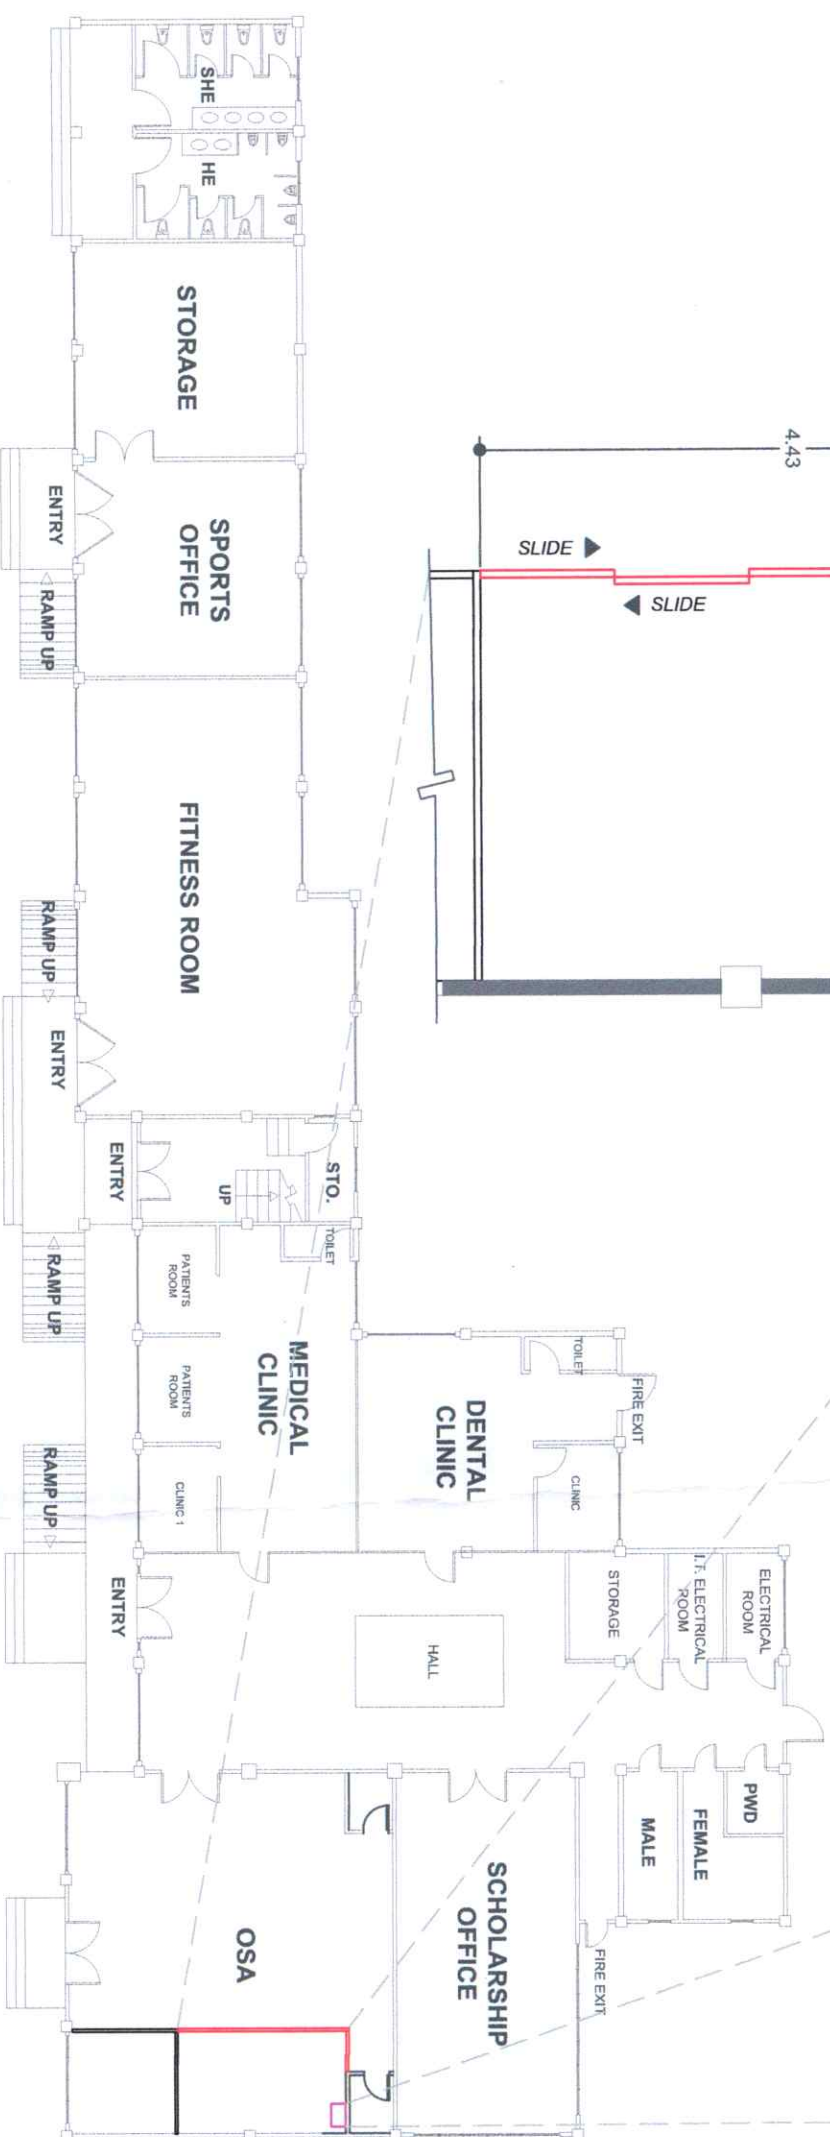 SHE
HE
STORAGE
ENTRY
SPORTS
OFFICE
RAMP UP
4.43
SLIDE
SLIDE
FITNESS ROOM
RAMP UP
ENTRY
ENTRY
UP
STO.
RAMP UP
PATIENTS
ROOM
TOILET
PATIENTS
ROOM
MEDICAL
CLINIC
CLINIC 1
RAMP UP
DENTAL
CLINIC
TOILET
FIRE EXIT
CLINIC
ENTRY
HALL
STORAGE
I.T. ELECTRICAL
ROOM
ELECTRICAL
ROOM
MALE
FEMALE
PWD
OSA
SCHOLARSHIP
OFFICE
FIRE EXIT